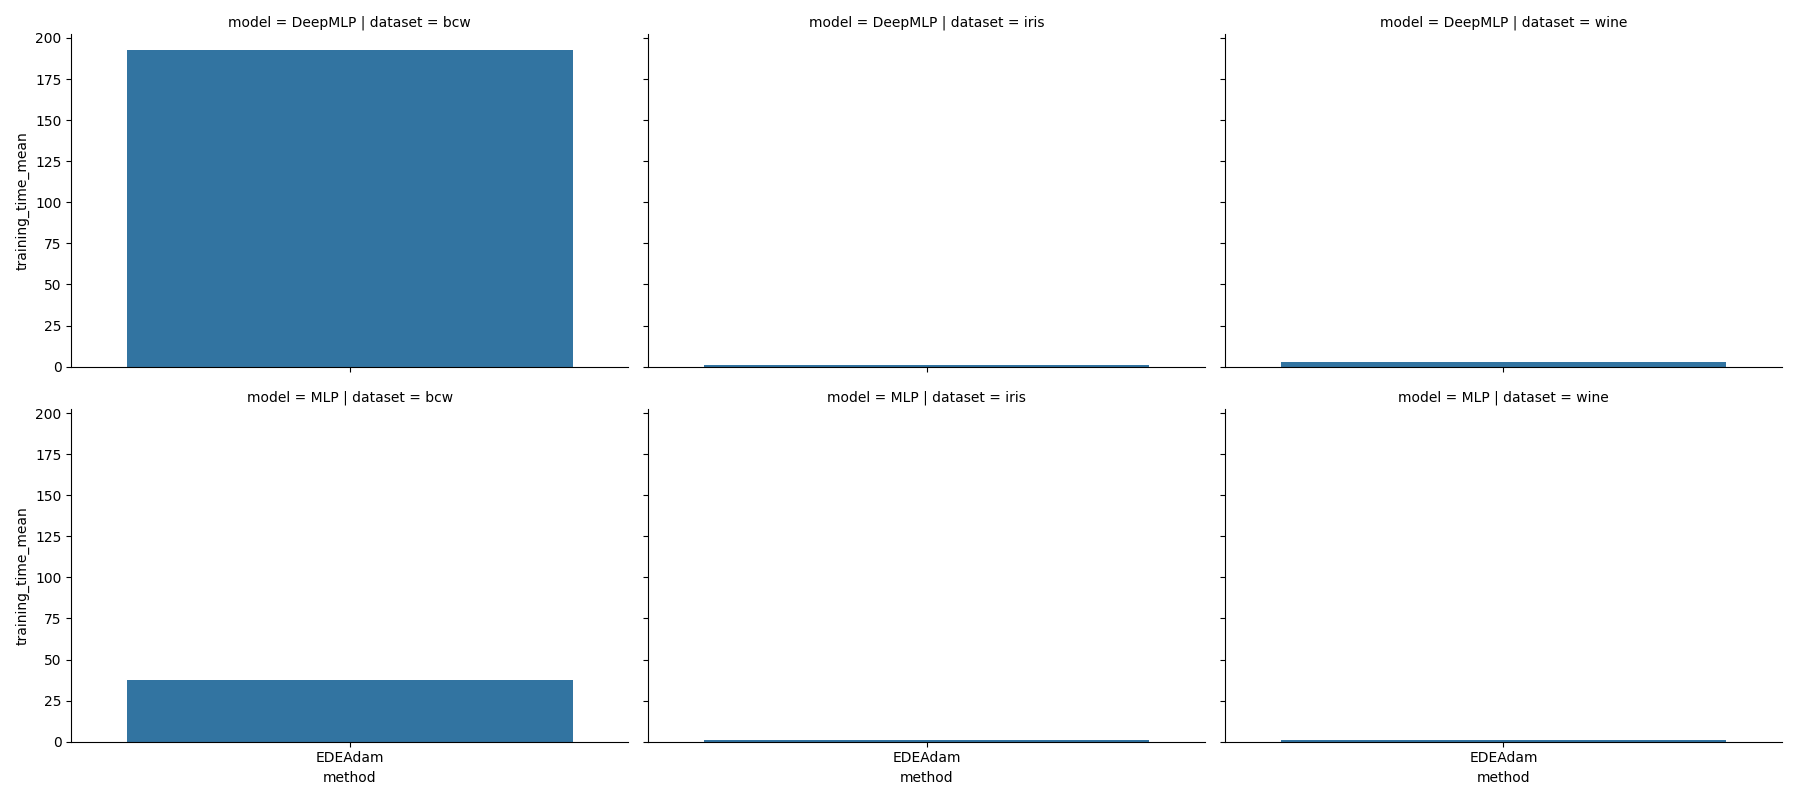 model = DeepMLP | dataset = bcw
model = DeepMLP | dataset = iris
model = DeepMLP | dataset = wine
200
175
150
125
100
75
50
25
0
training_time_mean
model = MLP | dataset = bcw
model = MLP | dataset = iris
model = MLP | dataset = wine
200
175
150
125
100
75
50
25
0
training_time_mean
EDEAdam
method
EDEAdam
method
EDEAdam
method